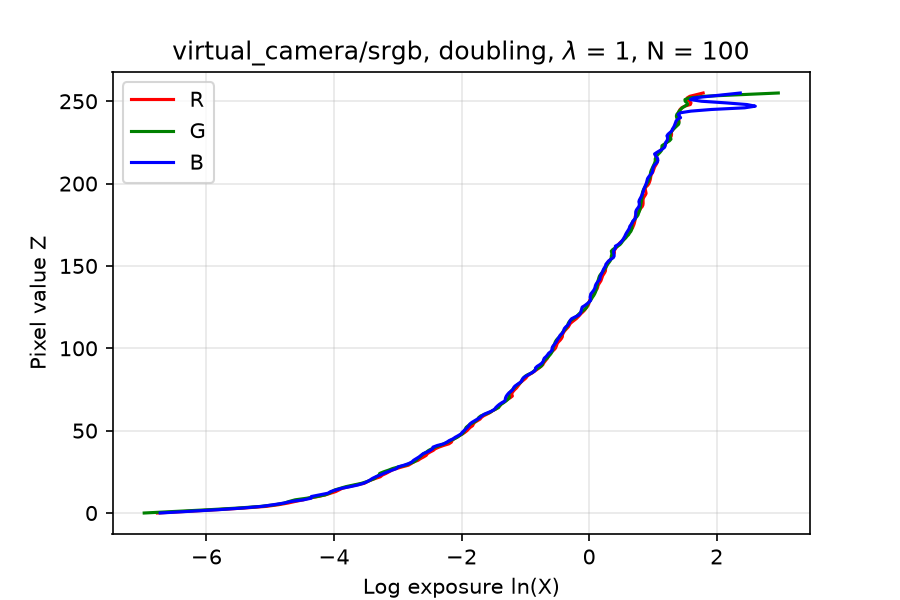 virtual_camera/srgb, doubling, λ = 1, N = 100
R
G
B
250
200
150
100
50
0
Pixel value Z
−6 −4 −2 0 2
Log exposure ln(X)